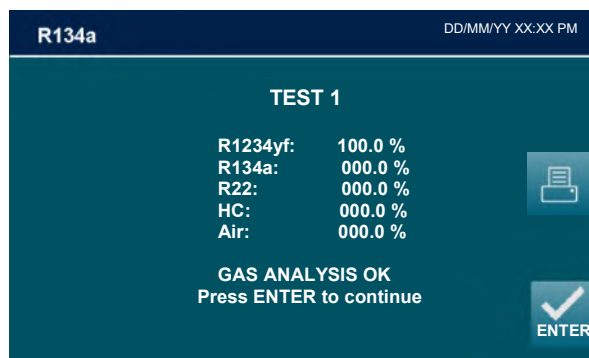 R134a
DD/MM/YY XX:XX PM
TEST 1
R1234yf: 100.0 %
R134a: 000.0 %
R22: 000.0 %
HC: 000.0 %
Air: 000.0 %
GAS ANALYSIS OK
Press ENTER to continue
ENTER